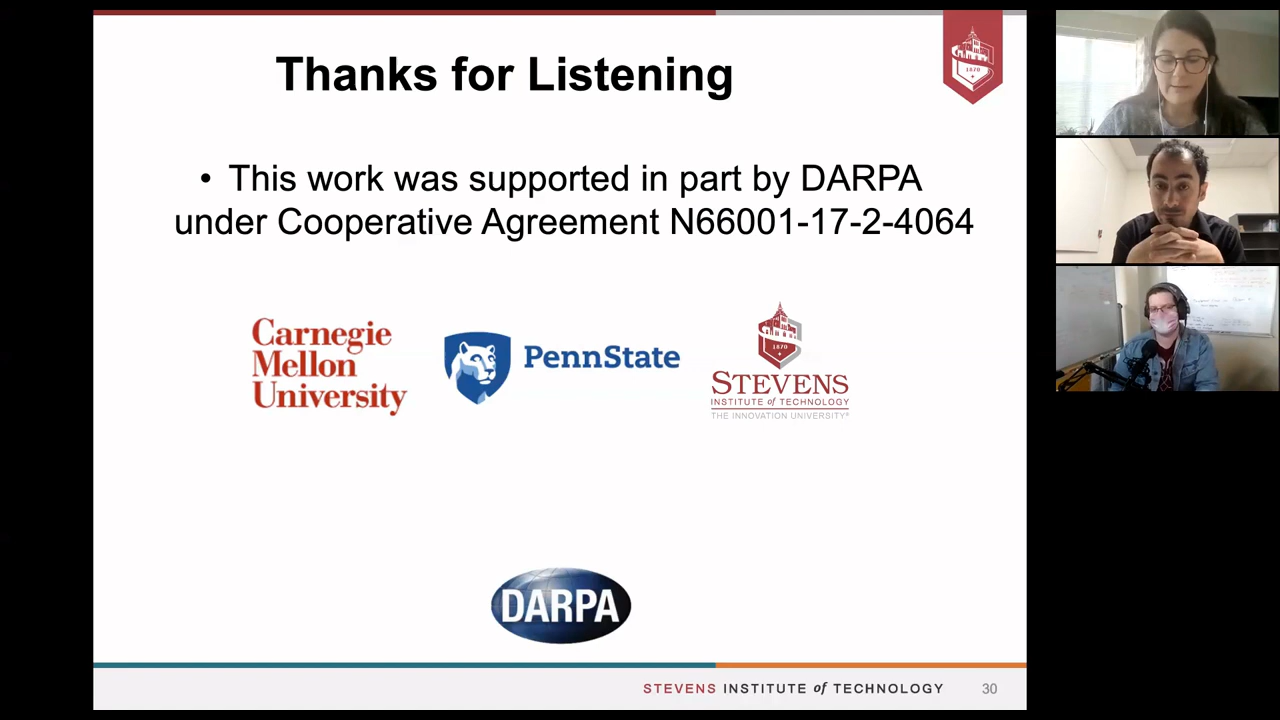 Thanks for Listening
1870
• This work was supported in part by DARPA
under Cooperative Agreement N66001-17-2-4064
Carnegie
Mellon
University
PennState
1870
STEVENS
INSTITUTE of TECHNOLOGY
THE INNOVATION UNIVERSITY®
DARPA
STEVENS INSTITUTE of TECHNOLOGY 30